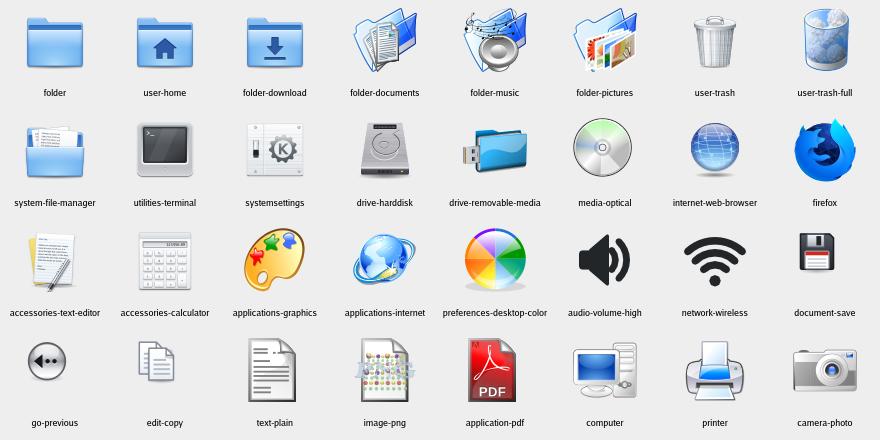 folder
user-home
folder-download
folder-documents
folder-music
folder-pictures
user-trash
user-trash-full
system-file-manager
utilities-terminal
systemsettings
drive-harddisk
drive-removable-media
media-optical
internet-web-browser
firefox
accessories-text-editor
accessories-calculator
applications-graphics
applications-internet
preferences-desktop-color
audio-volume-high
network-wireless
document-save
go-previous
edit-copy
text-plain
image-png
PDF
application-pdf
computer
printer
camera-photo